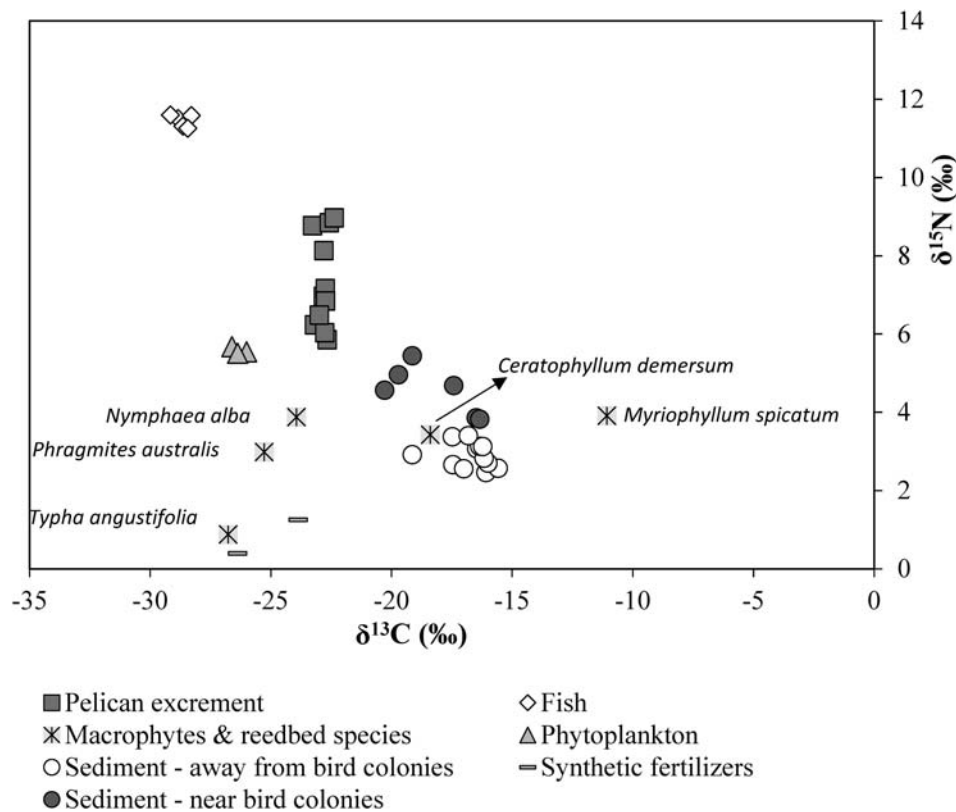 14
12
10
8
6
4
2
0
δ¹⁵N (‰)
Ceratophyllum demersum
Nymphaea alba
Myriophyllum spicatum
Phragmites australis
Typha angustifolia
-35 -30 -25 -20 -15 -10 -5 0
δ¹³C (‰)
Pelican excrement
Macrophytes & reedbed species
Sediment - away from bird colonies
Sediment - near bird colonies
Fish
Phytoplankton
Synthetic fertilizers